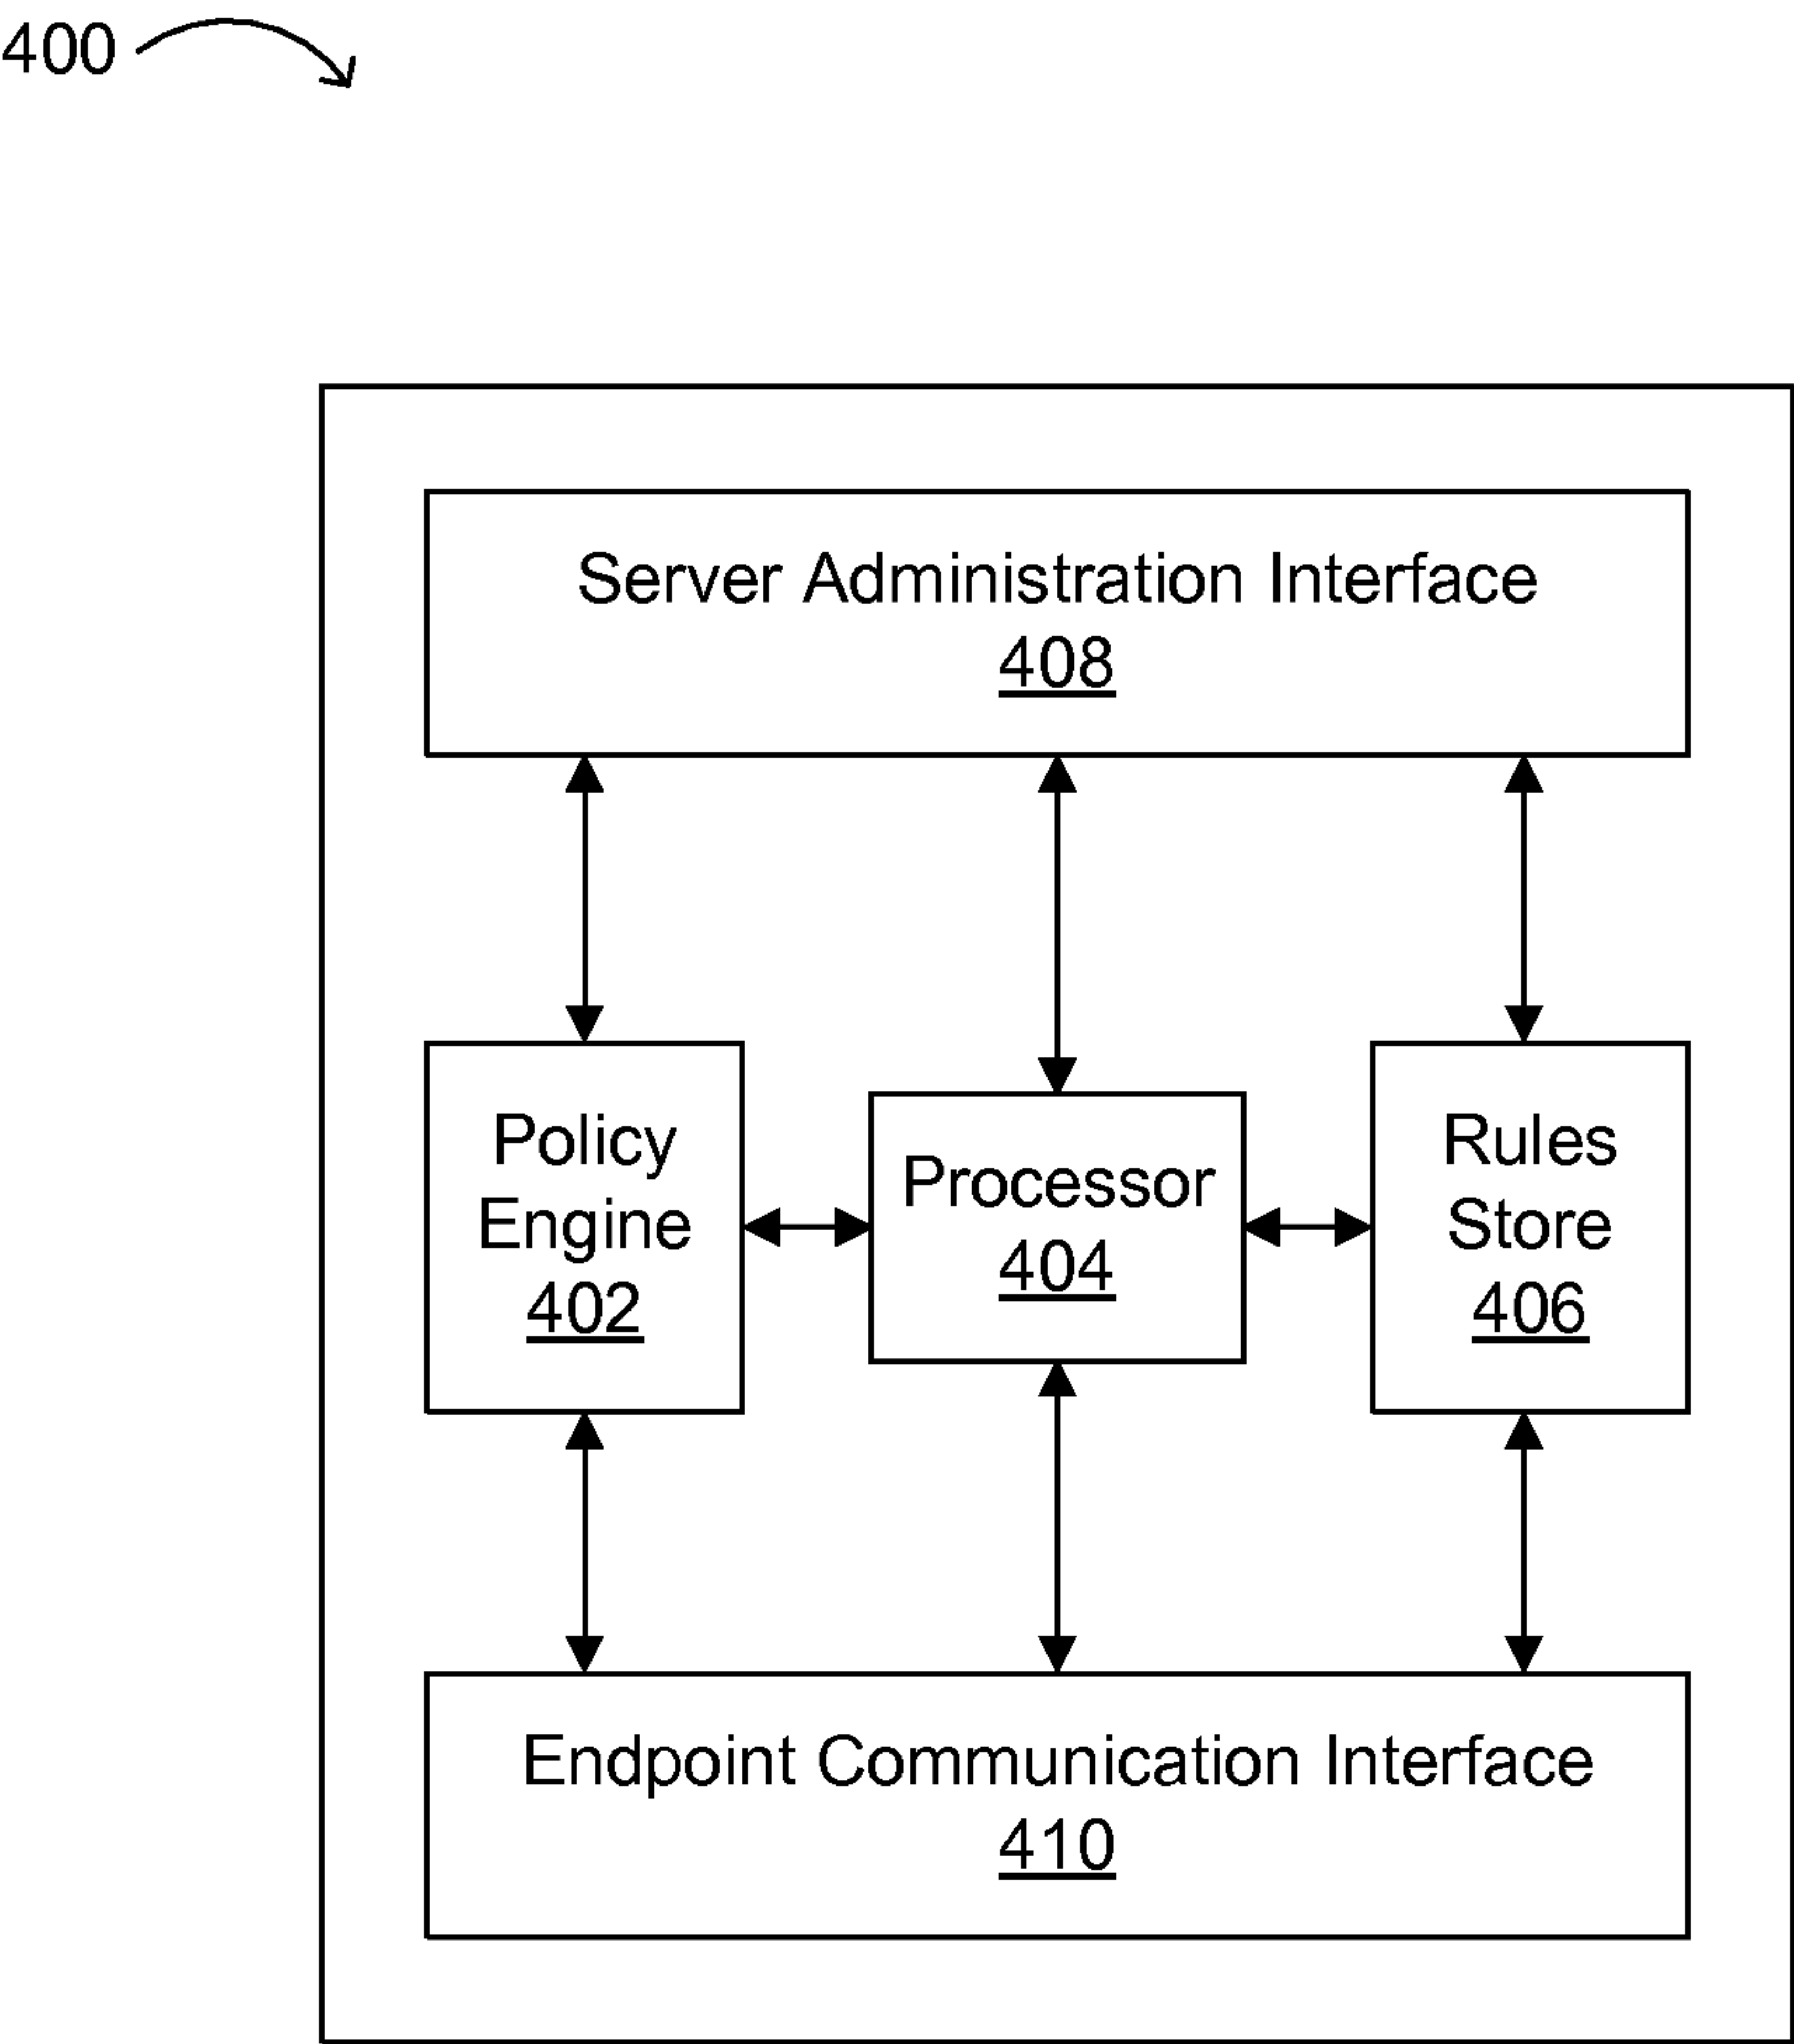 400
Server Administration Interface
408
Policy
Engine
402
Processor
404
Rules
Store
406
Endpoint Communication Interface
410